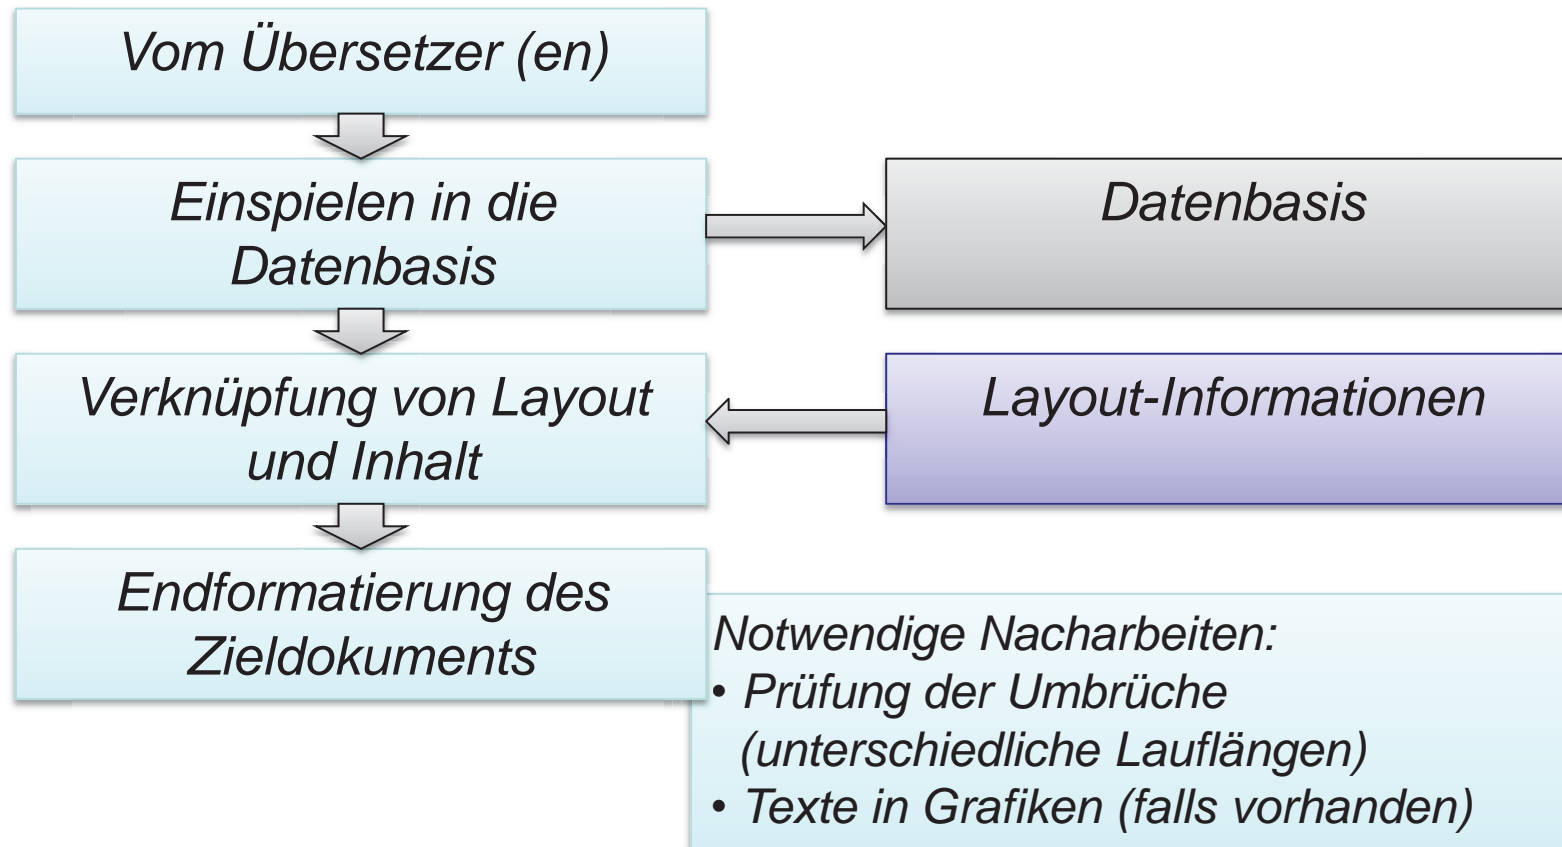 Vom Übersetzer (en)
Einspielen in die
Datenbasis
Datenbasis
Verknüpfung von Layout
und Inhalt
Layout-Informationen
Endformatierung des
Zieldokuments
Notwendige Nacharbeiten:
• Prüfung der Umbrüche
(unterschiedliche Lauflängen)
• Texte in Grafiken (falls vorhanden)